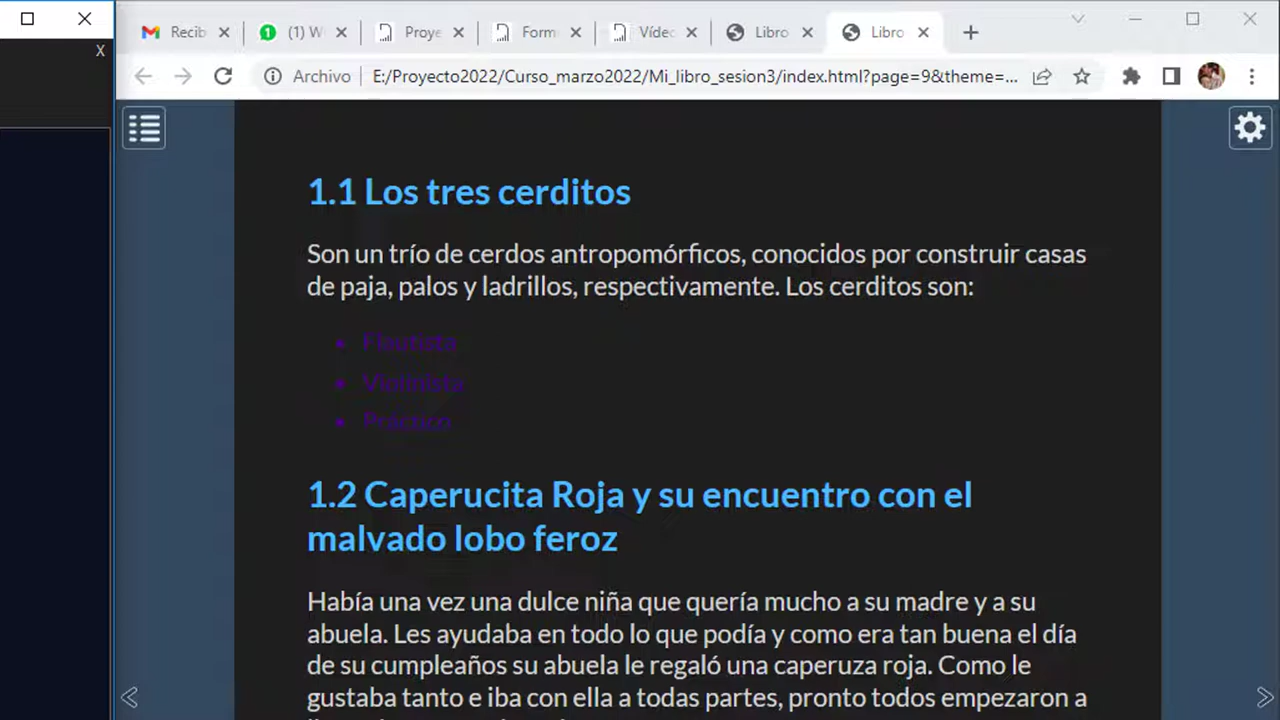 X
Recib
(1) W
Proye
Form
Vídec
Libro
Libro
Archivo
E:/Proyecto2022/Curso_marzo2022/Mi_libro_sesion3/index.html?page=9&theme=...
1.1 Los tres cerditos
Son un trío de cerdos antropomórficos, conocidos por construir casas
de paja, palos y ladrillos, respectivamente. Los cerditos son:
• Flautista
• Violinista
• Práctico
1.2 Caperucita Roja y su encuentro con el
malvado lobo feroz
Había una vez una dulce niña que quería mucho a su madre y a su
abuela. Les ayudaba en todo lo que podía y como era tan buena el día
de su cumpleaños su abuela le regaló una caperuza roja. Como le
gustaba tanto e iba con ella a todas partes, pronto todos empezaron a